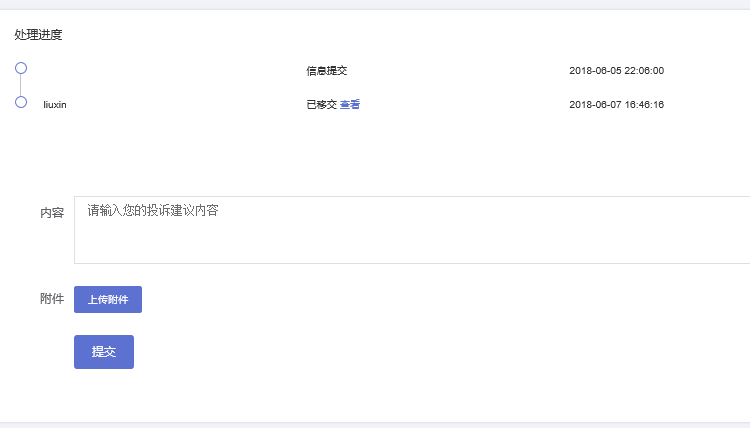 处理进度
信息提交 2018-06-05 22:06:00
liuxin 已移交 查看 2018-06-07 16:46:16
内容 请输入您的投诉建议内容
附件 上传附件
提交